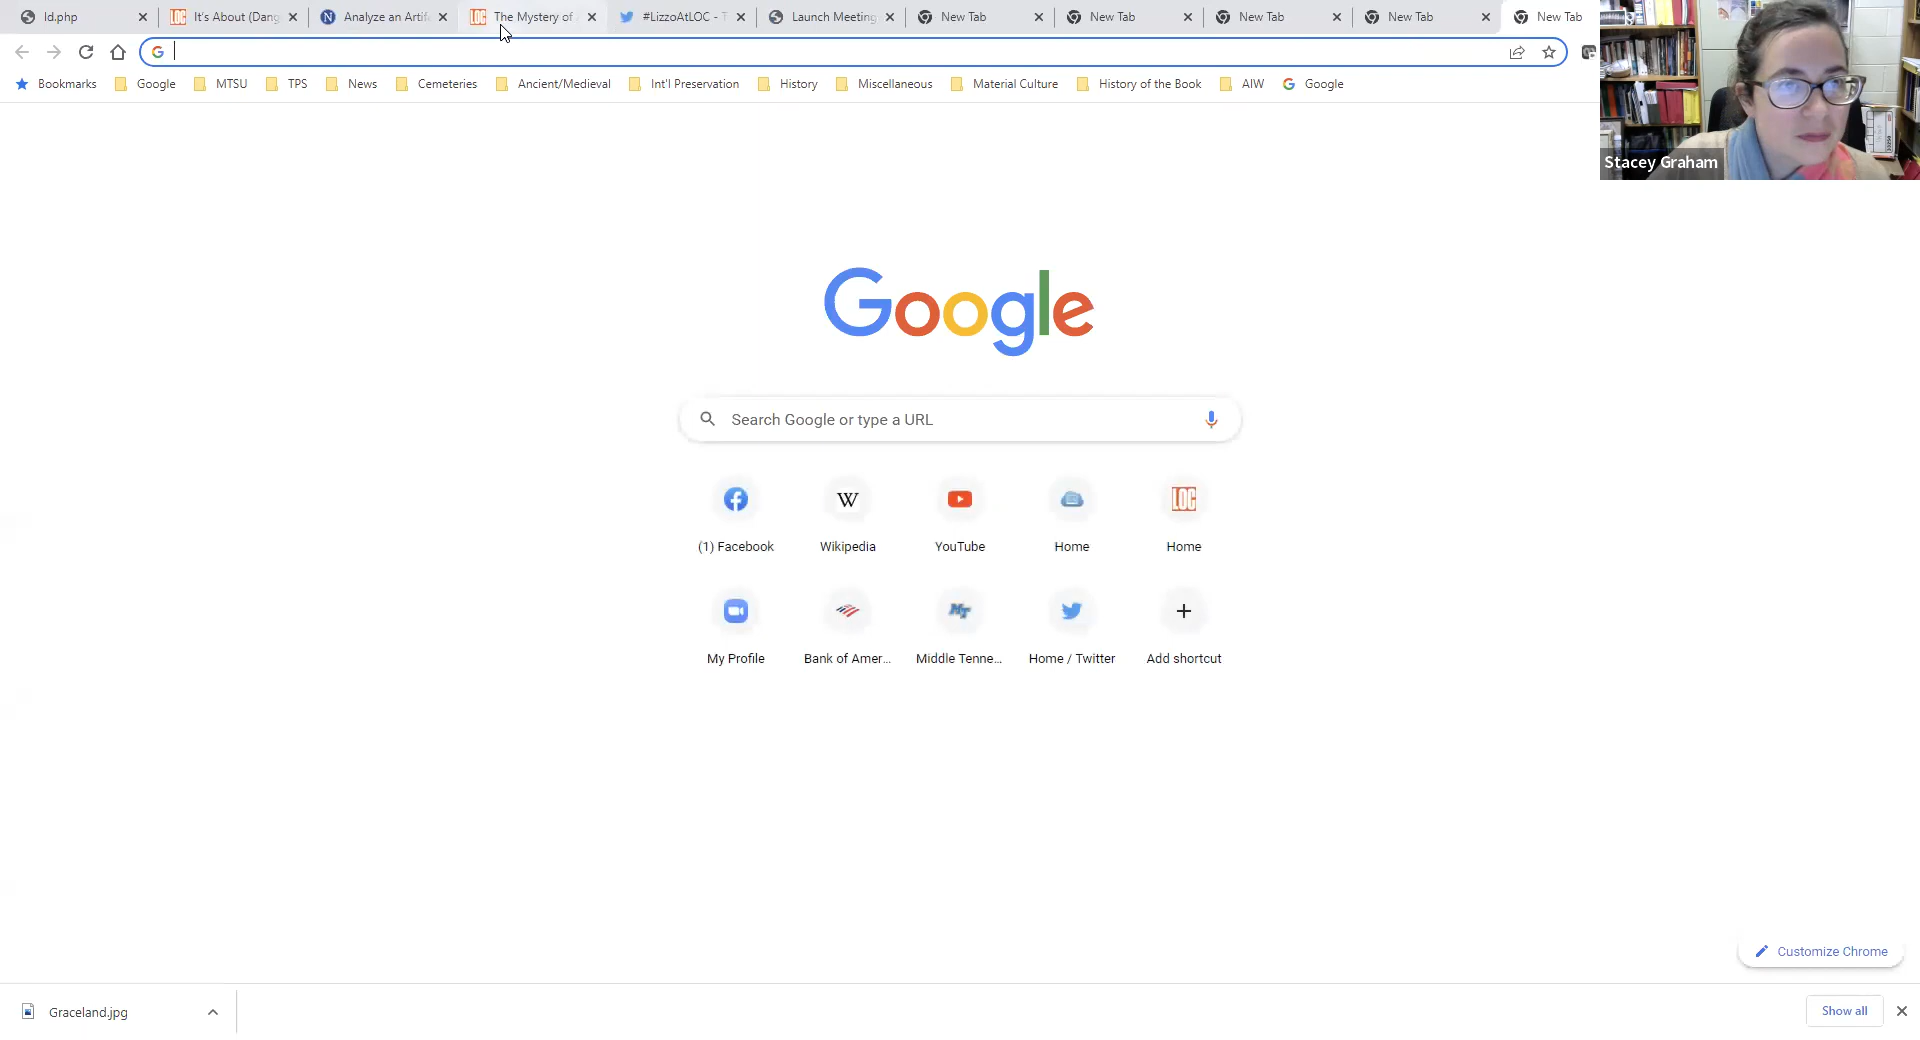 ld.php
It's About (Dang
Analyze an Artif
The Mystery of
#LizzoAtLOC - T
Launch Meeting
New Tab
New Tab
New Tab
New Tab
New Tab
Bookmarks
Google
MTSU
TPS
News
Cemeteries
Ancient/Medieval
Int'l Preservation
History
Miscellaneous
Material Culture
History of the Book
AIW
Google
Stacey Graham
Google
Search Google or type a URL
W
LOC
(1) Facebook
Wikipedia
YouTube
Home
Home
MT
My Profile
Bank of Amer...
Middle Tenne...
Home / Twitter
Add shortcut
Customize Chrome
Graceland.jpg
Show all